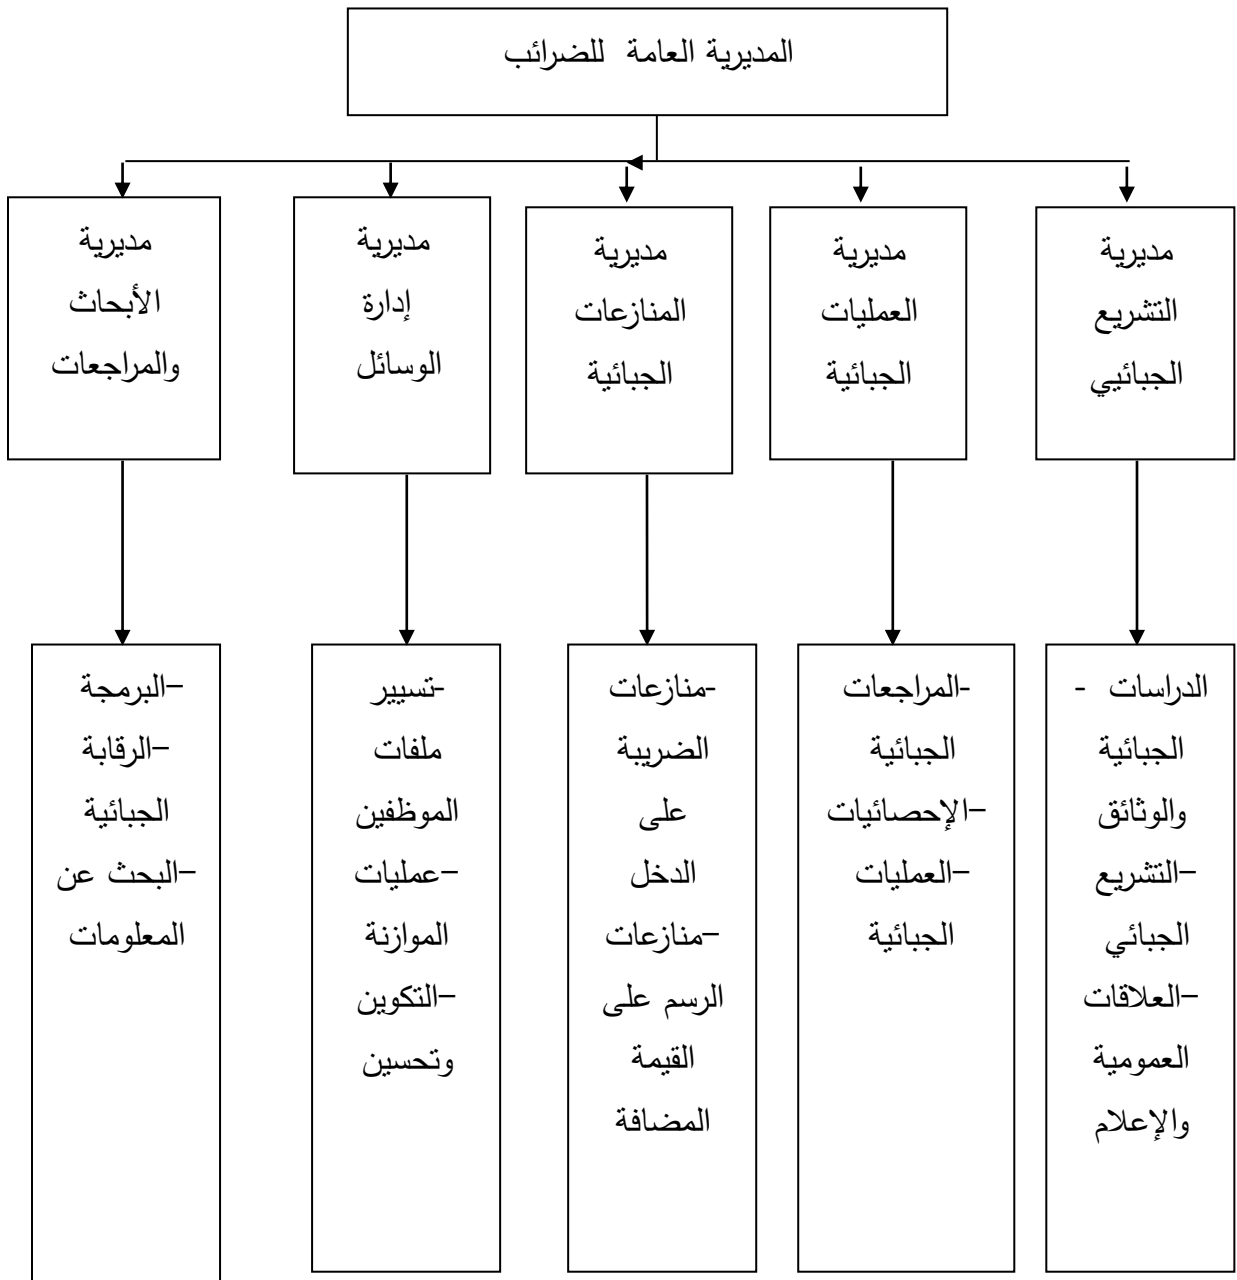 المديرية العامة للضرائب
مديرية
التشريع
الجبائيي
مديرية
العمليات
الجبائية
مديرية
المنازعات
الجبائية
مديرية
إدارة
الوسائل
مديرية
الأبحاث
والمراجعات
الدراسات -
الجبائية
والوثائق
–التشريع
الجبائي
–العلاقات
العمومية
والإعلام
-المراجعات
الجبائية
–الإحصائيات
–العمليات
الجبائية
-منازعات
الضريبة
على
الدخل
–منازعات
الرسم على
القيمة
المضافة
-تسيير
ملفات
الموظفين
–عمليات
الموازنة
–التكوين
وتحسين
–البرمجة
–الرقابة
الجبائية
–البحث عن
المعلومات